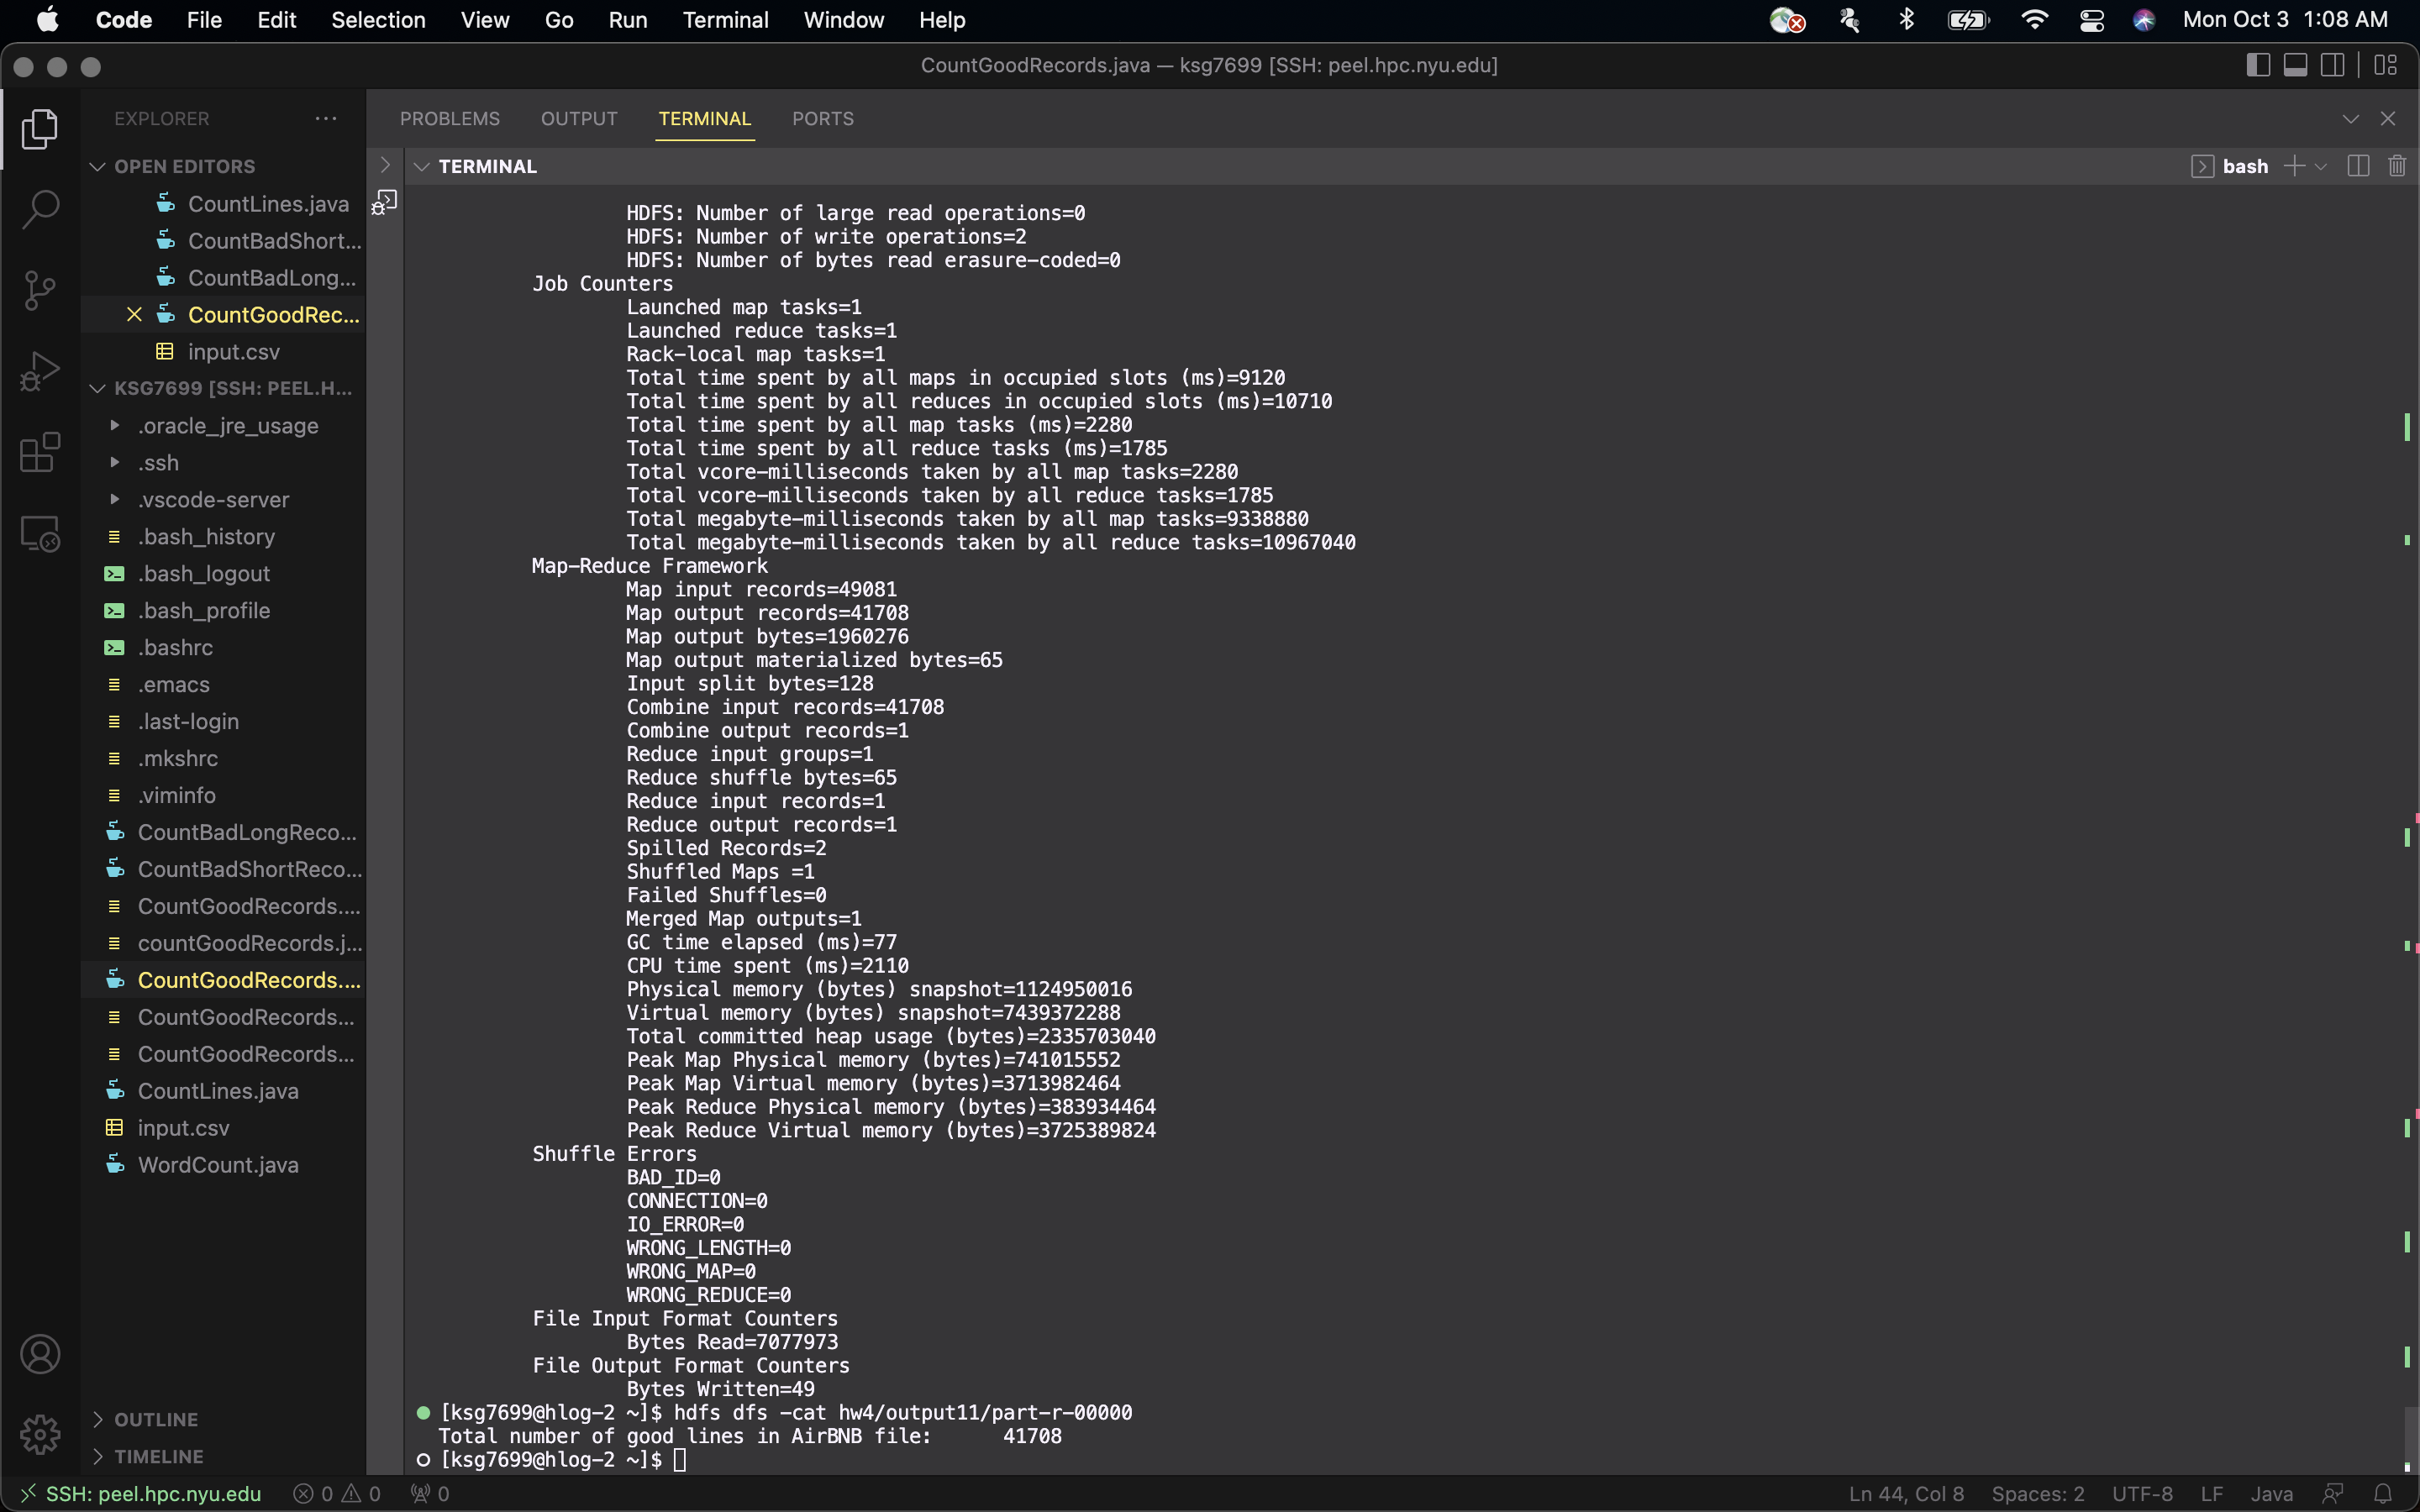 Code File Edit Selection View Go Run Terminal Window Help Mon Oct 3 1:08 AM
CountGoodRecords.java — ksg7699 [SSH: peel.hpc.nyu.edu]
EXPLORER
OPEN EDITORS
CountLines.java
CountBadShort...
CountBadLong...
CountGoodRec...
input.csv
KSG7699 [SSH: PEEL.H...
.oracle_jre_usage
.ssh
.vscode-server
.bash_history
.bash_logout
.bash_profile
.bashrc
.emacs
.last-login
.mkshrc
.viminfo
CountBadLongReco...
CountBadShortReco...
CountGoodRecords....
countGoodRecords.j...
CountGoodRecords....
CountGoodRecords...
CountGoodRecords...
CountLines.java
input.csv
WordCount.java
OUTLINE
TIMELINE
PROBLEMS OUTPUT TERMINAL PORTS
TERMINAL bash
HDFS: Number of large read operations=0
HDFS: Number of write operations=2
HDFS: Number of bytes read erasure-coded=0
Job Counters
Launched map tasks=1
Launched reduce tasks=1
Rack-local map tasks=1
Total time spent by all maps in occupied slots (ms)=9120
Total time spent by all reduces in occupied slots (ms)=10710
Total time spent by all map tasks (ms)=2280
Total time spent by all reduce tasks (ms)=1785
Total vcore-milliseconds taken by all map tasks=2280
Total vcore-milliseconds taken by all reduce tasks=1785
Total megabyte-milliseconds taken by all map tasks=9338880
Total megabyte-milliseconds taken by all reduce tasks=10967040
Map-Reduce Framework
Map input records=49081
Map output records=41708
Map output bytes=1960276
Map output materialized bytes=65
Input split bytes=128
Combine input records=41708
Combine output records=1
Reduce input groups=1
Reduce shuffle bytes=65
Reduce input records=1
Reduce output records=1
Spilled Records=2
Shuffled Maps =1
Failed Shuffles=0
Merged Map outputs=1
GC time elapsed (ms)=77
CPU time spent (ms)=2110
Physical memory (bytes) snapshot=1124950016
Virtual memory (bytes) snapshot=7439372288
Total committed heap usage (bytes)=2335703040
Peak Map Physical memory (bytes)=741015552
Peak Map Virtual memory (bytes)=3713982464
Peak Reduce Physical memory (bytes)=383934464
Peak Reduce Virtual memory (bytes)=3725389824
Shuffle Errors
BAD_ID=0
CONNECTION=0
IO_ERROR=0
WRONG_LENGTH=0
WRONG_MAP=0
WRONG_REDUCE=0
File Input Format Counters
Bytes Read=7077973
File Output Format Counters
Bytes Written=49
[ksg7699@hlog-2 ~]$ hdfs dfs -cat hw4/output11/part-r-00000
Total number of good lines in AirBNB file: 41708
[ksg7699@hlog-2 ~]$
SSH: peel.hpc.nyu.edu 0 0 0 Ln 44, Col 8 Spaces: 2 UTF-8 LF Java